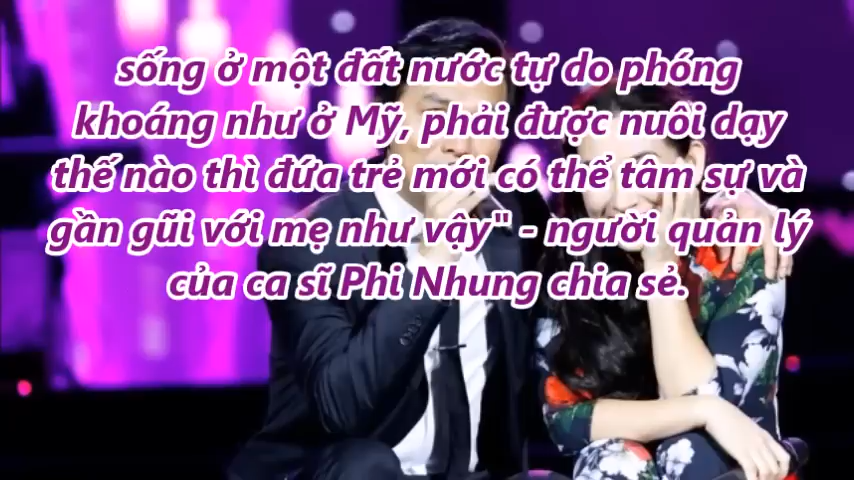 sống ở một đất nước tự do phóng
khoáng như ở Mỹ, phải được nuôi dạy
thế nào thì đứa trẻ mới có thể tâm sự và
gần gũi với mẹ như vậy" - người quản lý
của ca sĩ Phi Nhung chia sẻ.